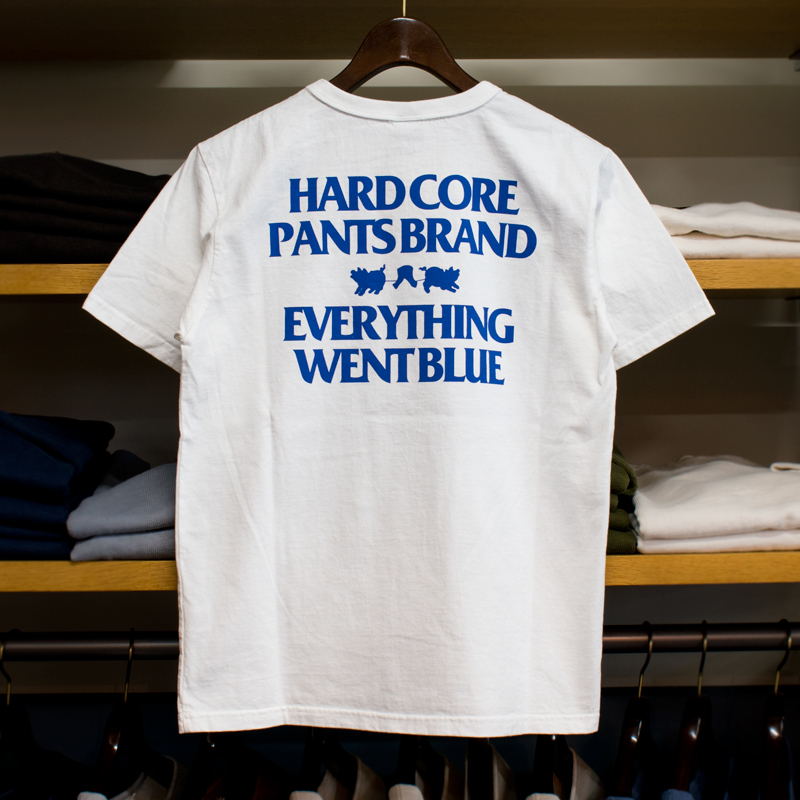 HARD CORE
PANTS BRAND
EVERYTHING
WENT BLUE